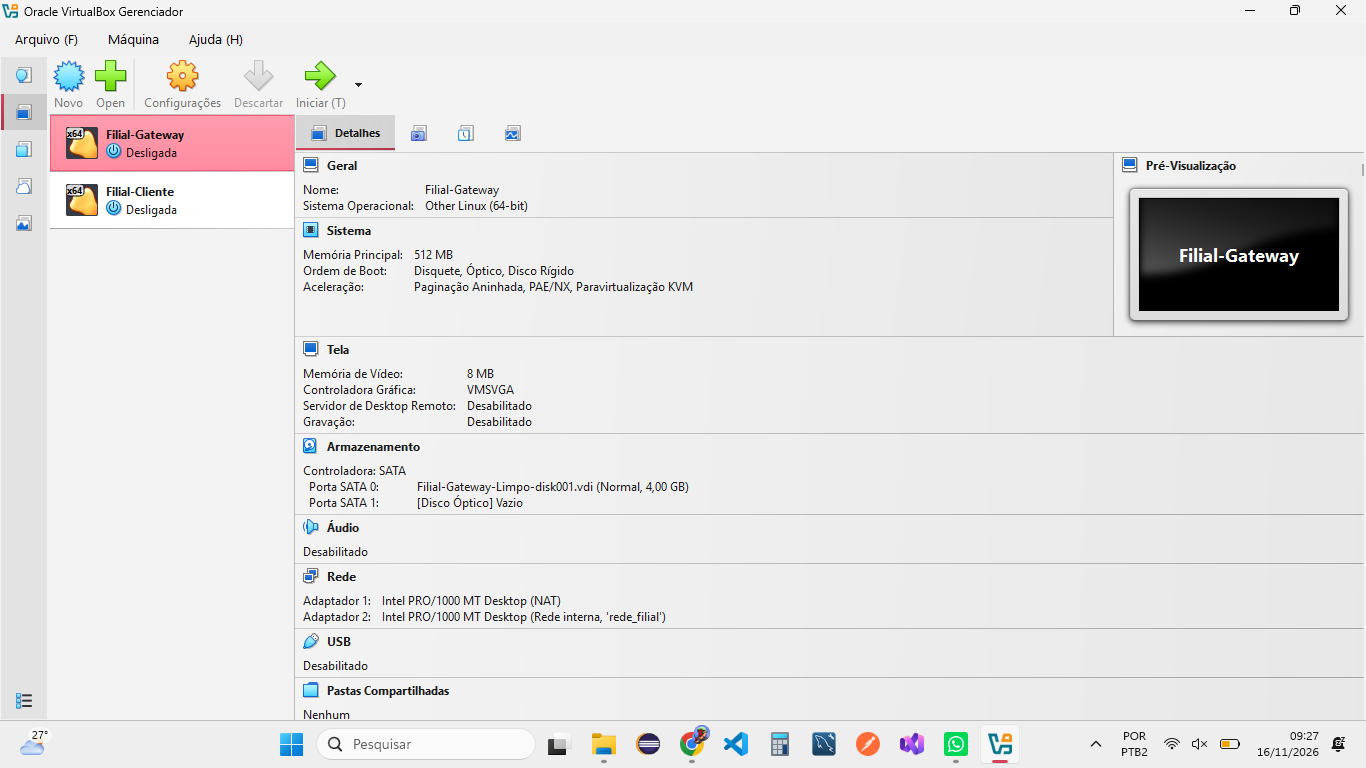 Oracle VirtualBox Gerenciador
Arquivo (F) Máquina Ajuda (H)
Novo Open Configurações Descartar Iniciar (T)
x64 Filial-Gateway
Desligada
x64 Filial-Cliente
Desligada
Detalhes
Geral
Nome: Filial-Gateway
Sistema Operacional: Other Linux (64-bit)
Sistema
Memória Principal: 512 MB
Ordem de Boot: Disquete, Óptico, Disco Rígido
Aceleração: Paginação Aninhada, PAE/NX, Paravirtualização KVM
Pré-Visualização
Filial-Gateway
Tela
Memória de Vídeo: 8 MB
Controladora Gráfica: VMSVGA
Servidor de Desktop Remoto: Desabilitado
Gravação: Desabilitado
Armazenamento
Controladora: SATA
Porta SATA 0: Filial-Gateway-Limpo-disk001.vdi (Normal, 4,00 GB)
Porta SATA 1: [Disco Óptico] Vazio
Áudio
Desabilitado
Rede
Adaptador 1: Intel PRO/1000 MT Desktop (NAT)
Adaptador 2: Intel PRO/1000 MT Desktop (Rede interna, 'rede_filial')
USB
Desabilitado
Pastas Compartilhadas
Nenhum
27°
Pesquisar
POR
PTB2
09:27
16/11/2026